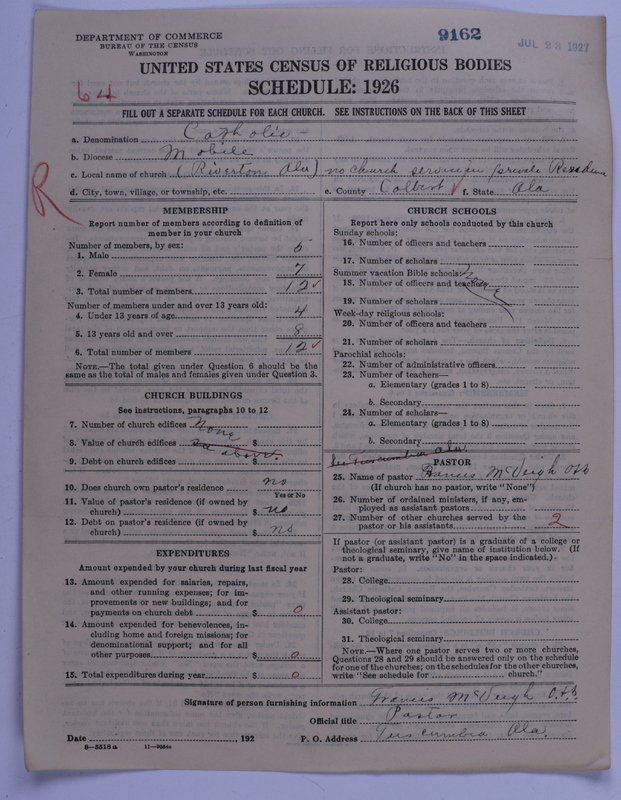 DEPARTMENT OF COMMERCE
BUREAU OF THE CENSUS
WASHINGTON
9162
JUL 23 1927
UNITED STATES CENSUS OF RELIGIOUS BODIES
SCHEDULE: 1926
64
FILL OUT A SEPARATE SCHEDULE FOR EACH CHURCH. SEE INSTRUCTIONS ON THE BACK OF THIS SHEET
a. Denomination Catholic
b. Diocese Mobile
c. Local name of church (Riverton Ala) no church service in private Residence
R
d. City, town, village, or township, etc. e. County Colbert f. State Ala
MEMBERSHIP
Report number of members according to definition of
member in your church
Number of members, by sex:
1. Male 5
2. Female 7
3. Total number of members 12
Number of members under and over 13 years old:
4. Under 13 years of age 4
5. 13 years old and over 8
6. Total number of members 12
NOTE.—The total given under Question 6 should be the
same as the total of males and females given under Question 3.
CHURCH BUILDINGS
See instructions, paragraphs 10 to 12
7. Number of church edifices None
8. Value of church edifices $ as above
9. Debt on church edifices $
10. Does church own pastor's residence no
Yes or No
11. Value of pastor's residence (if owned by
church) $ no
12. Debt on pastor's residence (if owned by
church) $ no
EXPENDITURES
Amount expended by your church during last fiscal year
13. Amount expended for salaries, repairs,
and other running expenses; for im-
provements or new buildings; and for
payments on church debt $ 0
14. Amount expended for benevolences, in-
cluding home and foreign missions; for
denominational support; and for all
other purposes $ 0
15. Total expenditures during year $ 0
CHURCH SCHOOLS
Report here only schools conducted by this church
Sunday schools:
16. Number of officers and teachers
17. Number of scholars
Summer vacation Bible schools:
18. Number of officers and teachers
none
19. Number of scholars
Week-day religious schools:
20. Number of officers and teachers
21. Number of scholars
Parochial schools:
22. Number of administrative officers
23. Number of teachers—
a. Elementary (grades 1 to 8)
b. Secondary
24. Number of scholars—
a. Elementary (grades 1 to 8)
b. Secondary
See Tuscumbia Ala.
PASTOR
25. Name of pastor Francis McVeigh OSB
(If church has no pastor, write "None")
26. Number of ordained ministers, if any, em-
ployed as assistant pastors
27. Number of other churches served by the
pastor or his assistants 2
If pastor (or assistant pastor) is a graduate of a college or
theological seminary, give name of institution below. (If
not a graduate, write "No" in the space indicated.)
Pastor:
28. College
29. Theological seminary
Assistant pastor:
30. College
31. Theological seminary
NOTE.—Where one pastor serves two or more churches,
Questions 28 and 29 should be answered only on the schedule
for one of the churches; on the schedules for the other churches,
write "See schedule for church."
Signature of person furnishing information Francis McVeigh O.S.B.
Official title Pastor
Date , 192 P. O. Address Tuscumbia Ala.
8—5518a